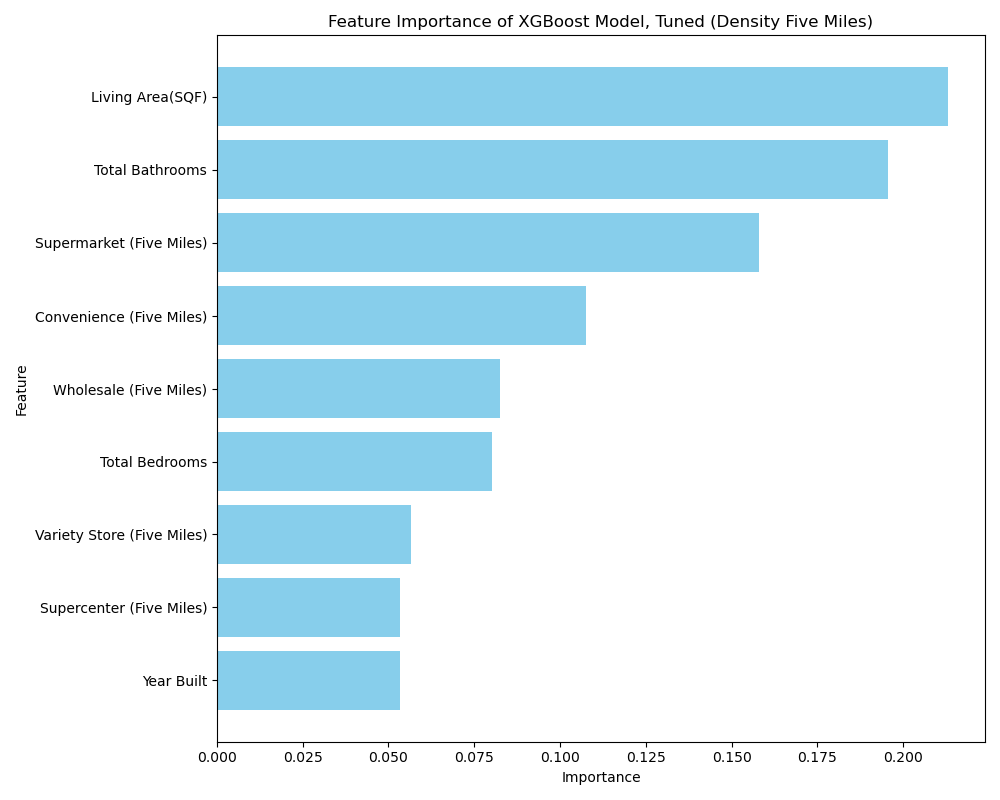 Feature Importance of XGBoost Model, Tuned (Density Five Miles)
Living Area(SQF)
Total Bathrooms
Supermarket (Five Miles)
Convenience (Five Miles)
Wholesale (Five Miles)
Total Bedrooms
Variety Store (Five Miles)
Supercenter (Five Miles)
Year Built
Feature
0.000 0.025 0.050 0.075 0.100 0.125 0.150 0.175 0.200
Importance